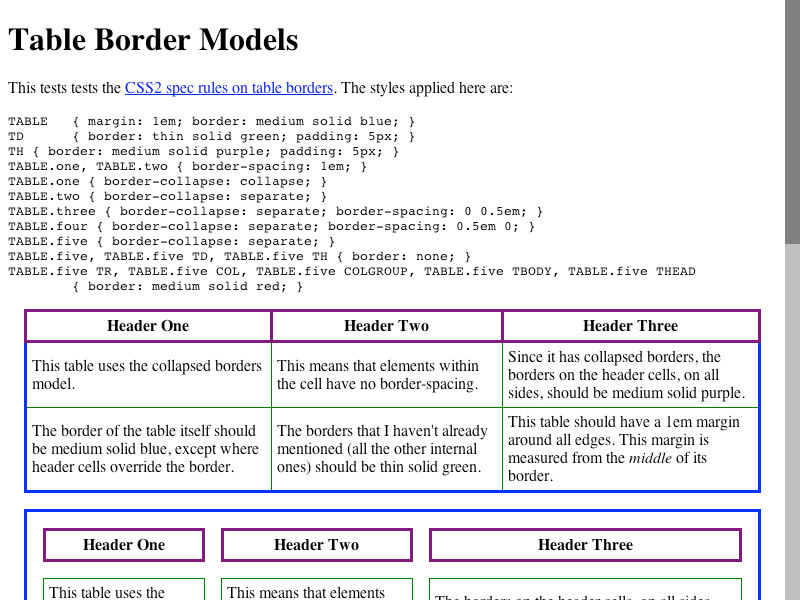 Table Border Models
This tests tests the CSS2 spec rules on table borders. The styles applied here are:
TABLE   { margin: 1em; border: medium solid blue; }
TD      { border: thin solid green; padding: 5px; }
TH { border: medium solid purple; padding: 5px; }
TABLE.one, TABLE.two { border-spacing: 1em; }
TABLE.one { border-collapse: collapse; }
TABLE.two { border-collapse: separate; }
TABLE.three { border-collapse: separate; border-spacing: 0 0.5em; }
TABLE.four { border-collapse: separate; border-spacing: 0.5em 0; }
TABLE.five { border-collapse: separate; }
TABLE.five, TABLE.five TD, TABLE.five TH { border: none; }
TABLE.five TR, TABLE.five COL, TABLE.five COLGROUP, TABLE.five TBODY, TABLE.five THEAD
        { border: medium solid red; }
Header One
Header Two
Header Three
This table uses the collapsed borders
model.
This means that elements within
the cell have no border-spacing.
Since it has collapsed borders, the
borders on the header cells, on all
sides, should be medium solid purple.
The border of the table itself should
be medium solid blue, except where
header cells override the border.
The borders that I haven't already
mentioned (all the other internal
ones) should be thin solid green.
This table should have a 1em margin
around all edges. This margin is
measured from the middle of its
border.
Header One
Header Two
Header Three
This table uses the
This means that elements
The borders on the header cells, on all sides,